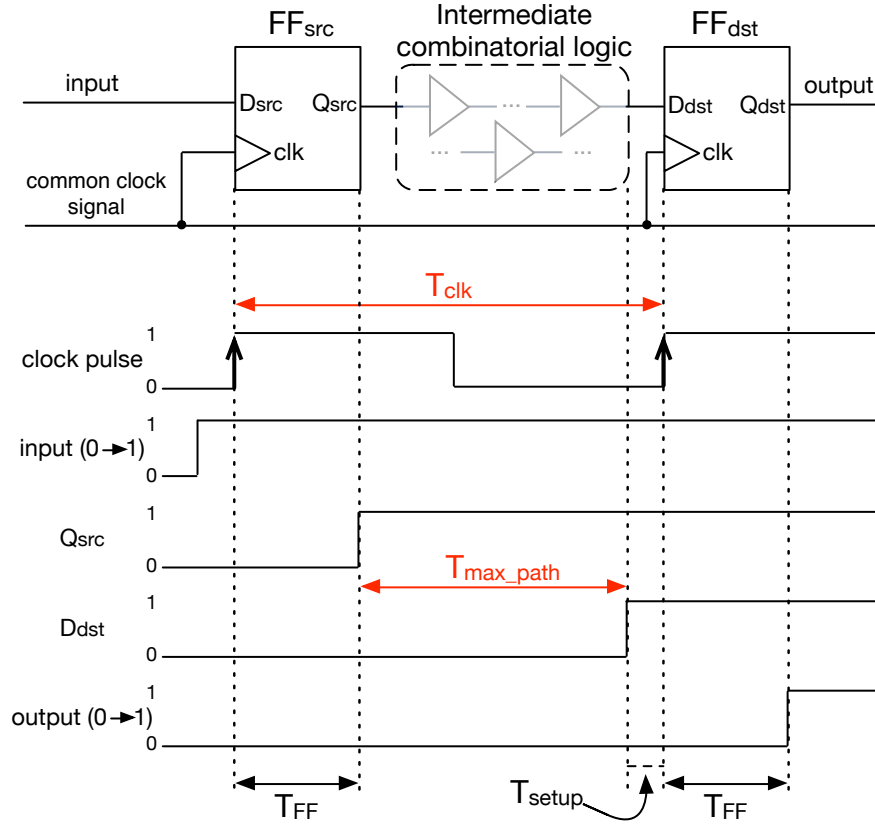 FFsrc
Intermediate
combinatorial logic
FFdst
input
Dsrc
Qsrc
...
Ddst
Qdst
output
clk
...
...
clk
common clock
signal
Tclk
1
clock pulse
0
1
input (0→1)
0
1
Qsrc
0
Tmax_path
1
Ddst
0
1
output (0→1)
0
TFF
Tsetup
TFF